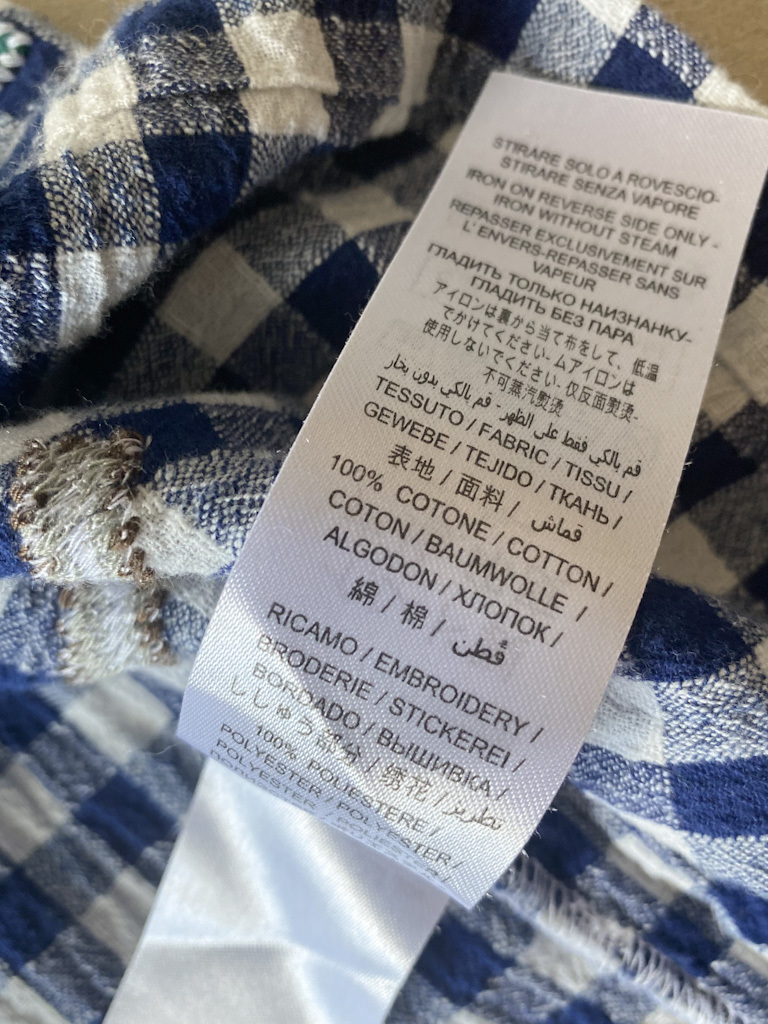 STIRARE SOLO A ROVESCIO-
STIRARE SENZA VAPORE
IRON ON REVERSE SIDE ONLY -
IRON WITHOUT STEAM
REPASSER EXCLUSIVEMENT SUR
L' ENVERS-REPASSER SANS
VAPEUR
ГЛАДИТЬ ТОЛЬКО НАИЗНАНКУ-
ГЛАДИТЬ БЕЗ ПАРА
アイロンは裏から当て布をして、低温
でかけてください- ムアイロンは
使用しないでください- 仅反面熨烫-
不可蒸汽熨烫
قم بالكي فقط على الظهر- قم بالكي بدون بخار
TESSUTO / FABRIC / TISSU /
GEWEBE / TEJIDO / ТКАНЬ /
表地 / 面料 / قماش
100% COTONE / COTTON /
COTON / BAUMWOLLE /
ALGODON / ХЛОПОК /
綿 / 棉 / قطن
RICAMO / EMBROIDERY /
BRODERIE / STICKEREI /
BORDADO / ВЫШИВКА /
ししゅう部分 / 绣花 / تطريز
100% POLIESTERE /
POLYESTER / POLYESTER/